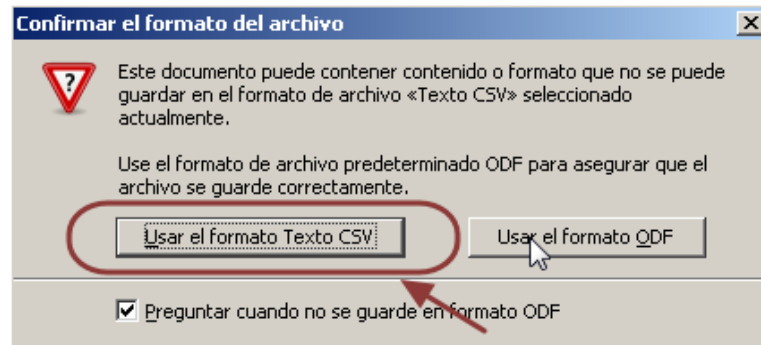 Confirmar el formato del archivo
Este documento puede contener contenido o formato que no se puede
guardar en el formato de archivo «Texto CSV» seleccionado
actualmente.
Use el formato de archivo predeterminado ODF para asegurar que el
archivo se guarde correctamente.
Usar el formato Texto CSV
Usar el formato ODF
Preguntar cuando no se guarde en formato ODF